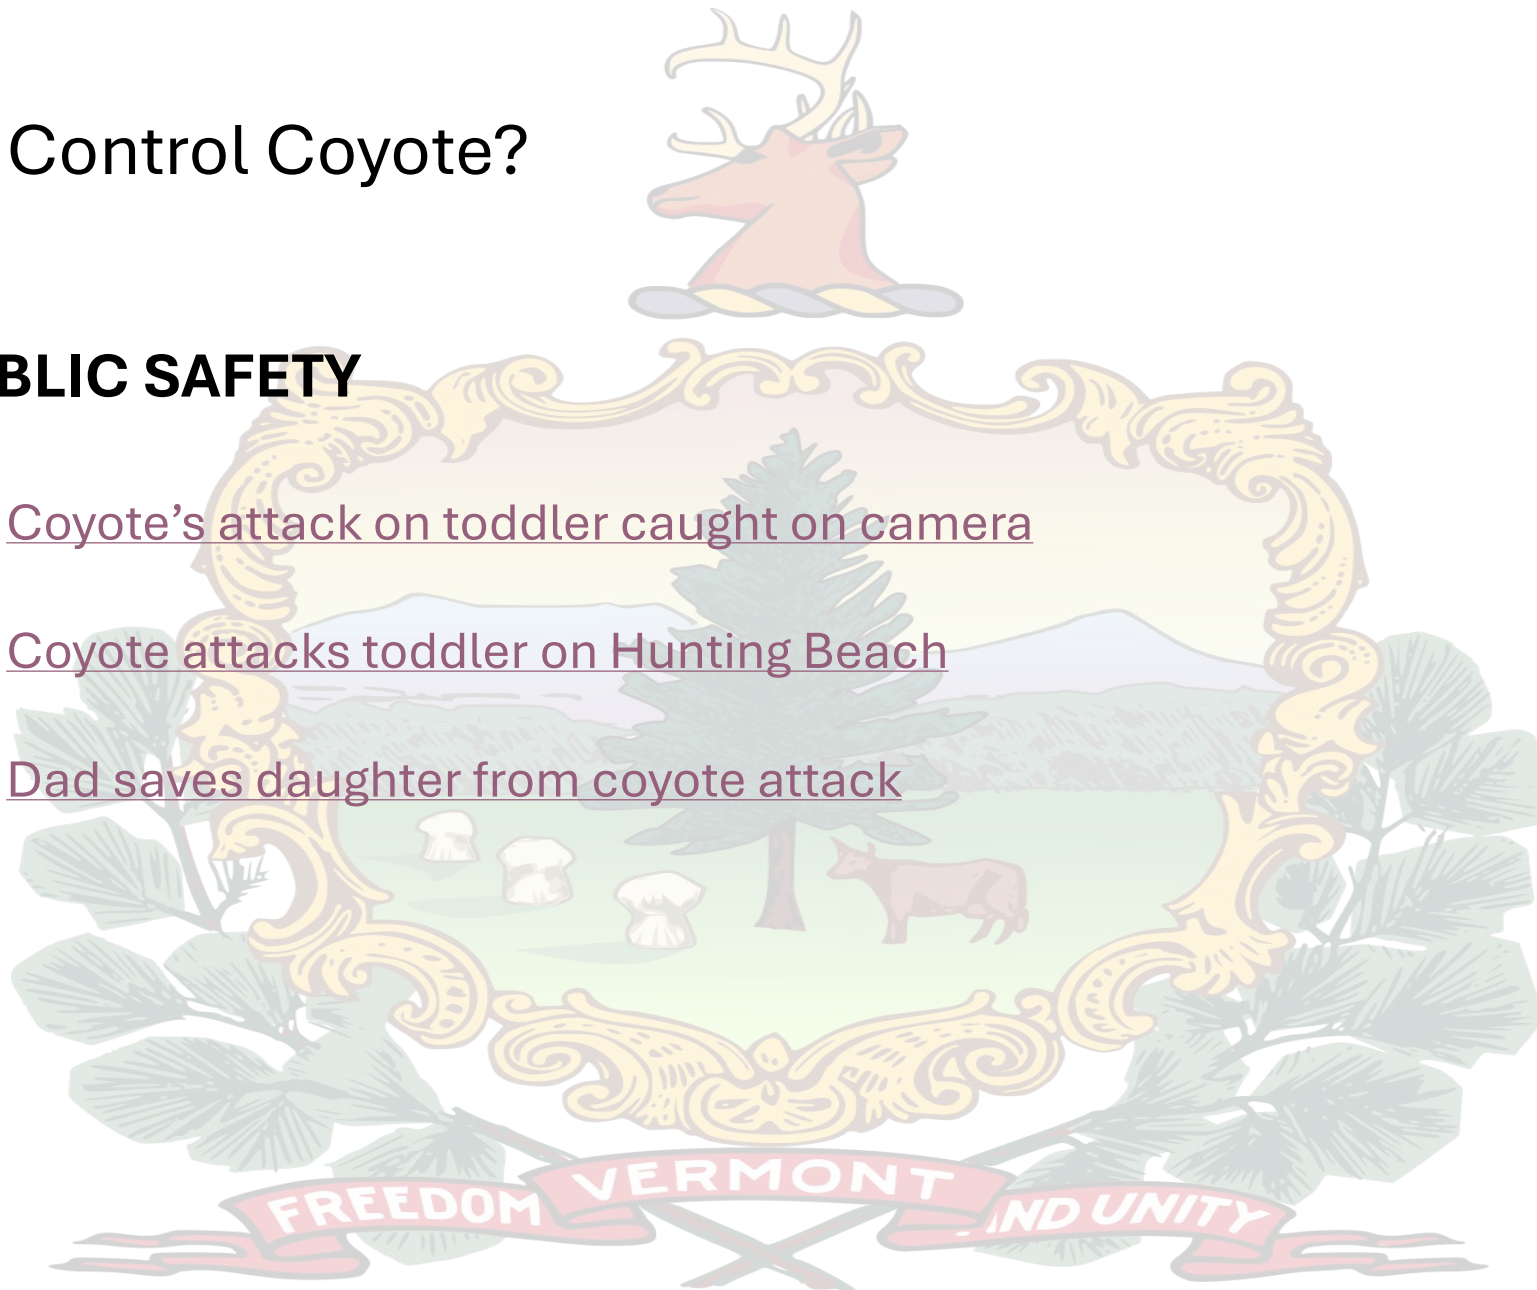 Control Coyote?
BLIC SAFETY
Coyote’s attack on toddler caught on camera
Coyote attacks toddler on Hunting Beach
Dad saves daughter from coyote attack
FREEDOM VERMONT AND UNITY